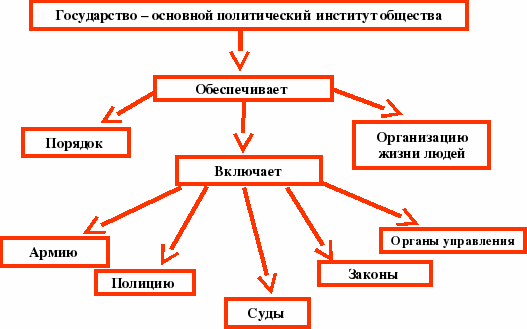 Государство – основной политический институт общества
Обеспечивает
Порядок
Организацию
жизни людей
Включает
Армию
Полицию
Суды
Законы
Органы управления